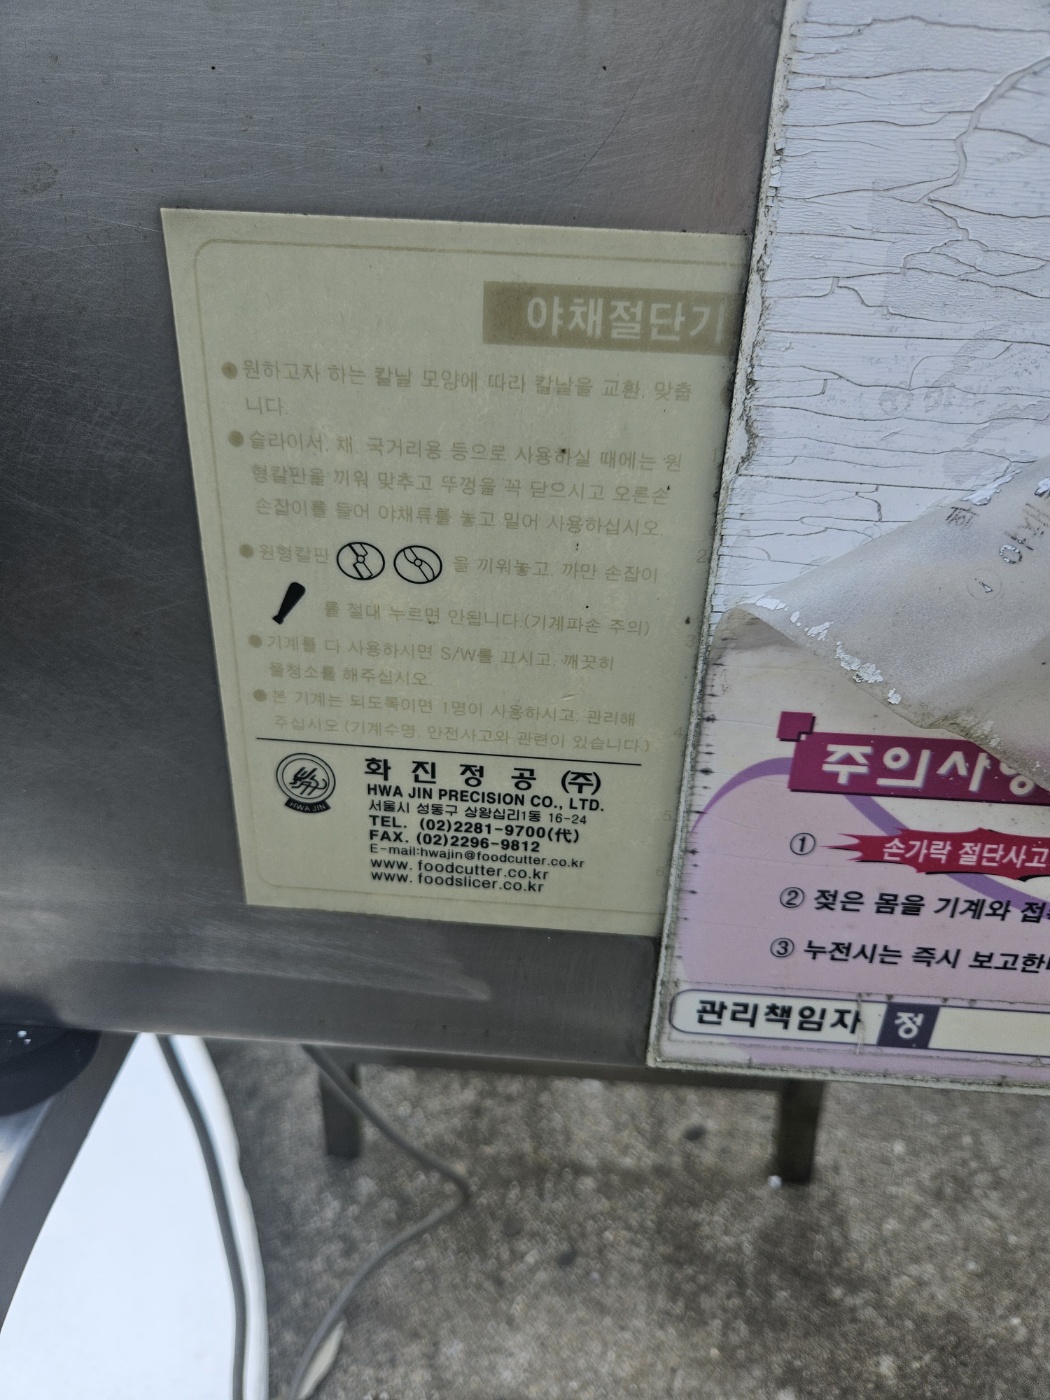 야채절단기
●원하고자 하는 칼날 모양에 따라 칼날을 교환, 맞춥
니다.
●슬라이서, 채, 국거리용 등으로 사용하실 때에는 원
형칼판을 끼워 맞추고 뚜껑을 꼭 닫으시고 오른손
손잡이를 들어 야채류를 놓고 밀어 사용하십시오.
●원형칼판 을 끼워놓고, 까만 손잡이
를 절대 누르면 안됩니다.(기계파손 주의)
●기계를 다 사용하시면 S/W를 끄시고, 깨끗히
물청소를 해주십시오.
●본 기계는 되도록이면 1명이 사용하시고, 관리해
주십시오.(기계수명, 안전사고와 관련이 있습니다.)
HWA JIN
화진정공 (주)
HWA JIN PRECISION CO., LTD.
서울시 성동구 상왕십리1동 16-24
TEL. (02)2281-9700(代)
FAX. (02)2296-9812
E-mail:hwajin@foodcutter.co.kr
www. foodcutter.co.kr
www. foodslicer.co.kr
주의사항
① 손가락 절단사고
② 젖은 몸을 기계와 접
③ 누전시는 즉시 보고한
관리책임자 정